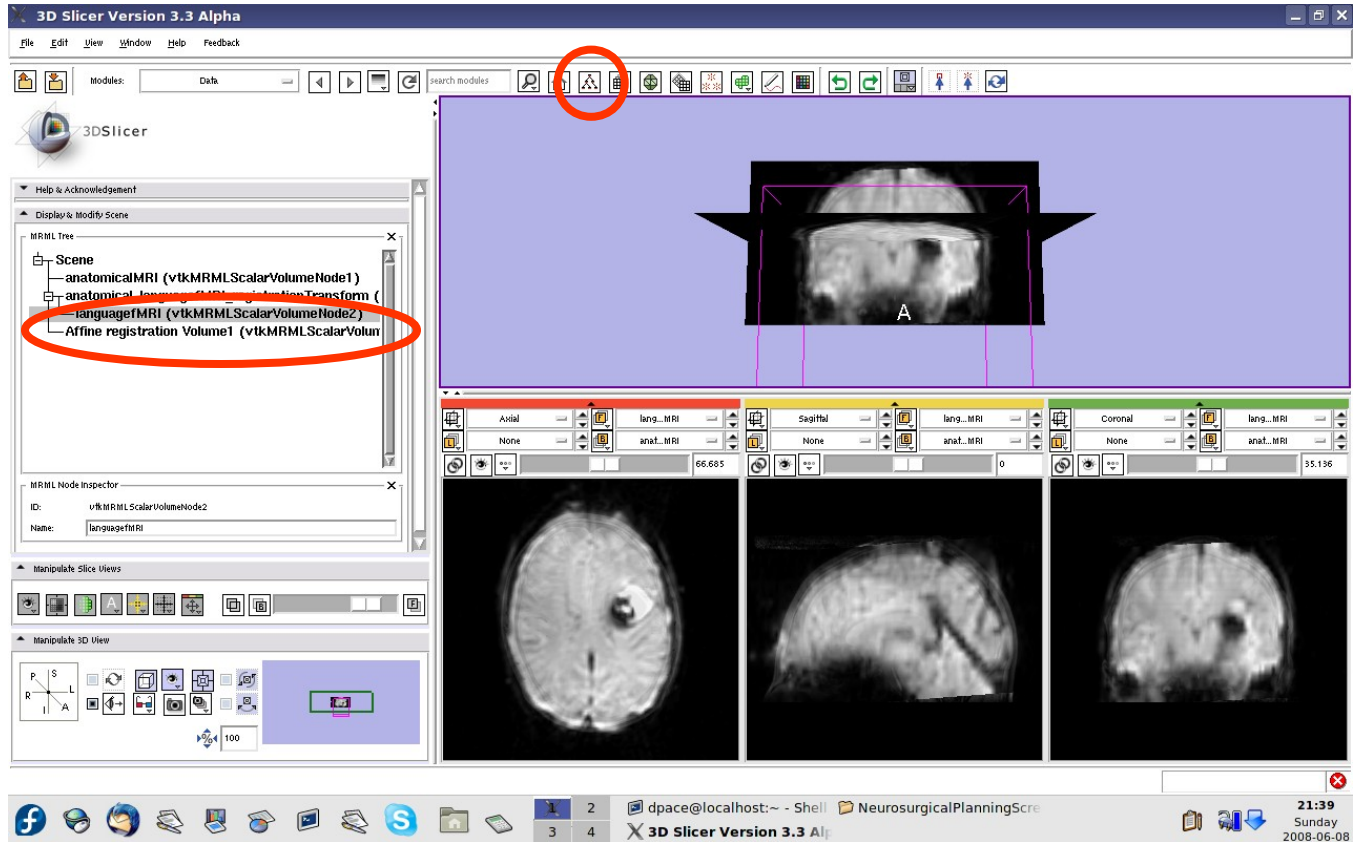 3D Slicer Version 3.3 Alpha
File Edit View Window Help Feedback
Modules: Data search modules
3DSlicer
Help & Acknowledgement
Display & Modify Scene
MRML Tree
Scene
anatomicalMRI (vtkMRMLScalarVolumeNode1)
languagefMRI (vtkMRMLScalarVolumeNode2)
Affine registration Volume1 (vtkMRMLScalarVolum
MRML Node Inspector
ID: vtkMRMLScalarVolumeNode2
Name: languagefMRI
Manipulate Slice Views
Manipulate 3D View
P S
R L
I A
100
A
Axial lang...MRI
None anat...MRI
66.685
Sagittal lang...MRI
None anat...MRI
0
Coronal lang...MRI
None anat...MRI
35.136
1 2
3 4
dpace@localhost:~ - Shell
NeurosurgicalPlanningScre
3D Slicer Version 3.3 Alp
21:39
Sunday
2008-06-08